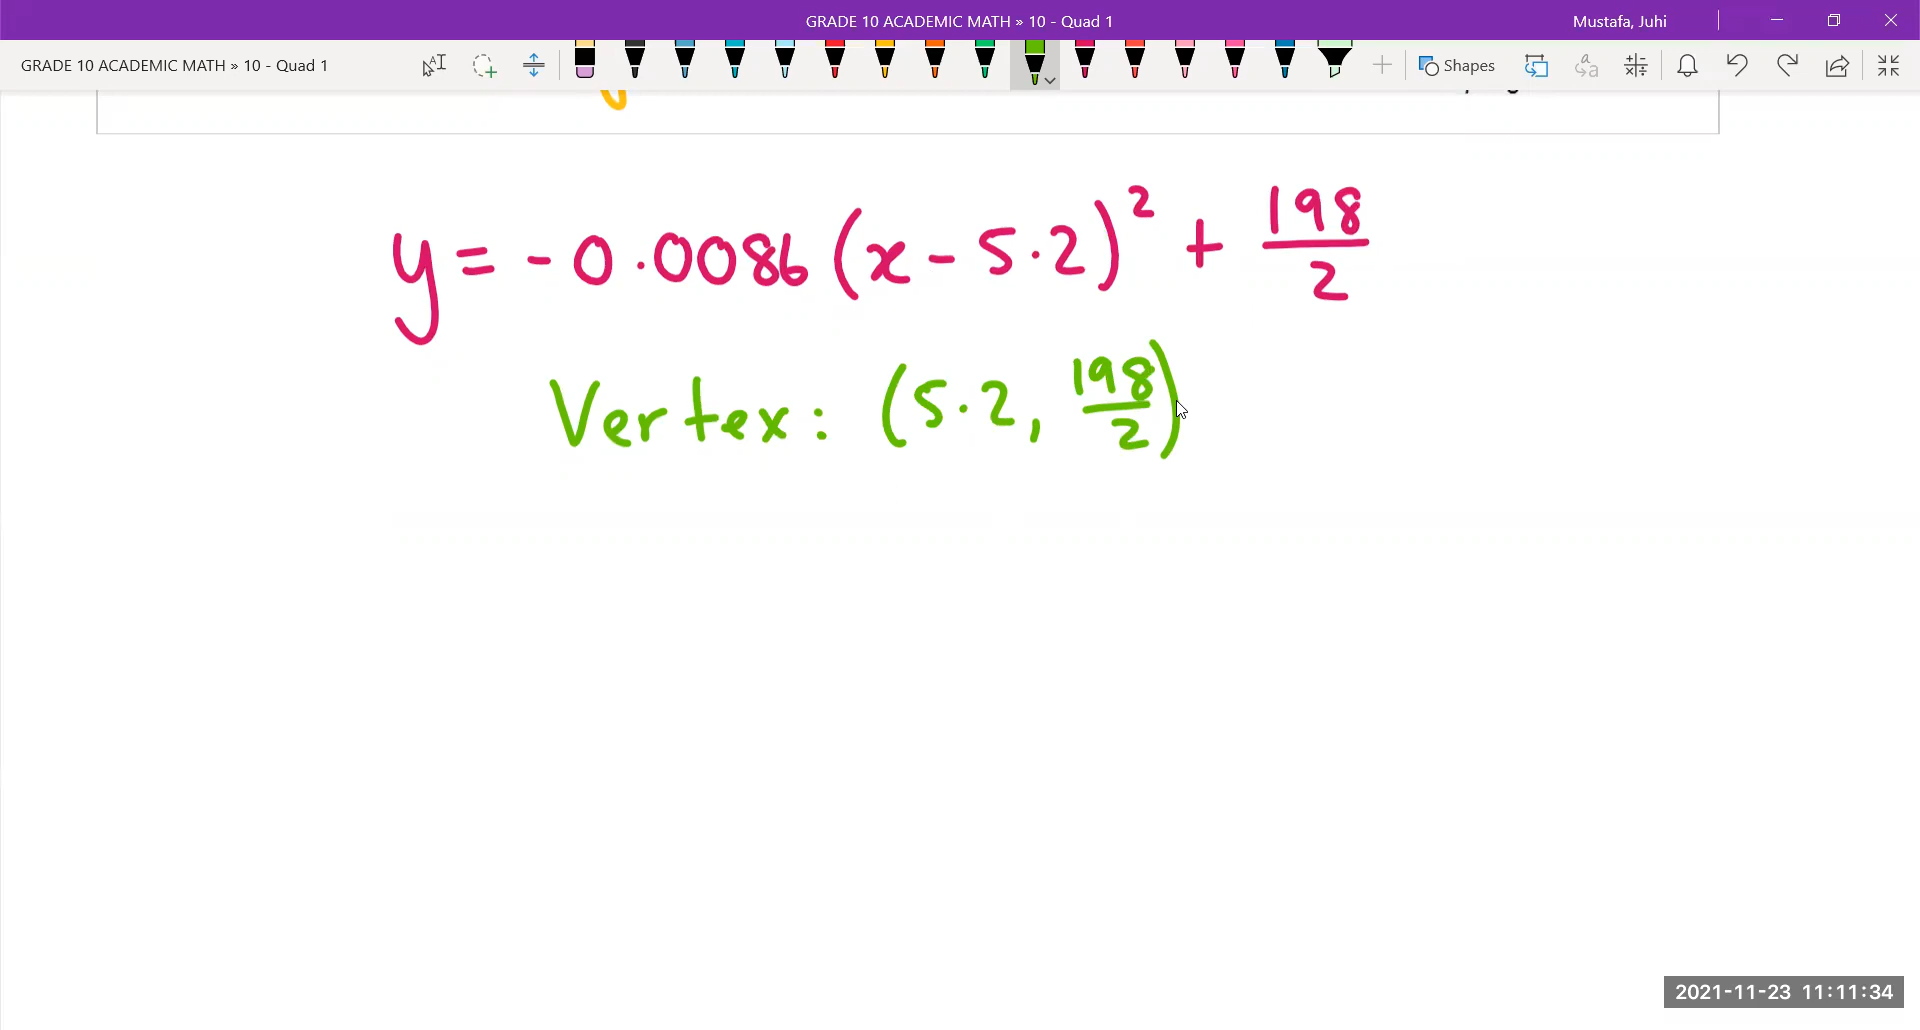 GRADE 10 ACADEMIC MATH » 10 - Quad 1
Mustafa, Juhi
GRADE 10 ACADEMIC MATH » 10 - Quad 1
Shapes
y = - 0.0086 (x - 5.2)² + 198/2
Vertex: (5.2, 198/2)
2021-11-23 11:11:34